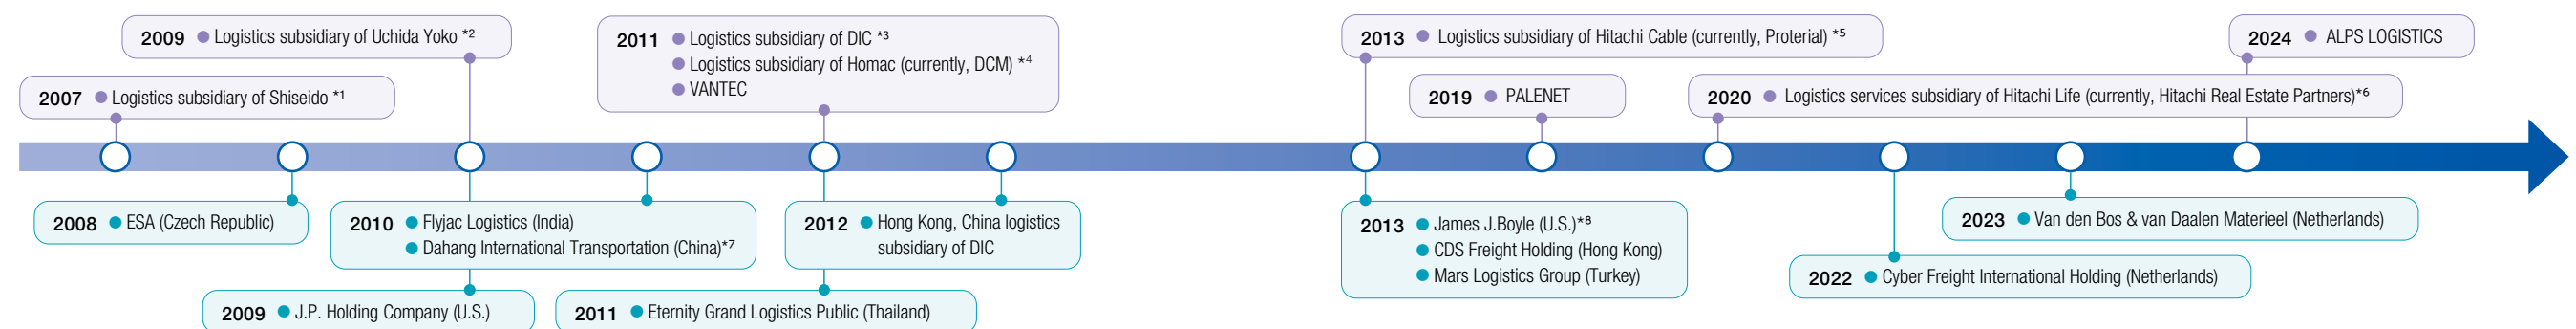 2009 ● Logistics subsidiary of Uchida Yoko *2
2011 ● Logistics subsidiary of DIC *3
● Logistics subsidiary of Homac (currently, DCM) *4
● VANTEC
2013 ● Logistics subsidiary of Hitachi Cable (currently, Proterial) *5
2024 ● ALPS LOGISTICS
2007 ● Logistics subsidiary of Shiseido *1
2019 ● PALENET
2020 ● Logistics services subsidiary of Hitachi Life (currently, Hitachi Real Estate Partners)*6
2008 ● ESA (Czech Republic)
2010 ● Flyjac Logistics (India)
● Dahang International Transportation (China)*7
2012 ● Hong Kong, China logistics
subsidiary of DIC
2013 ● James J.Boyle (U.S.)*8
● CDS Freight Holding (Hong Kong)
● Mars Logistics Group (Turkey)
2023 ● Van den Bos & van Daalen Materieel (Netherlands)
2022 ● Cyber Freight International Holding (Netherlands)
2009 ● J.P. Holding Company (U.S.)
2011 ● Eternity Grand Logistics Public (Thailand)